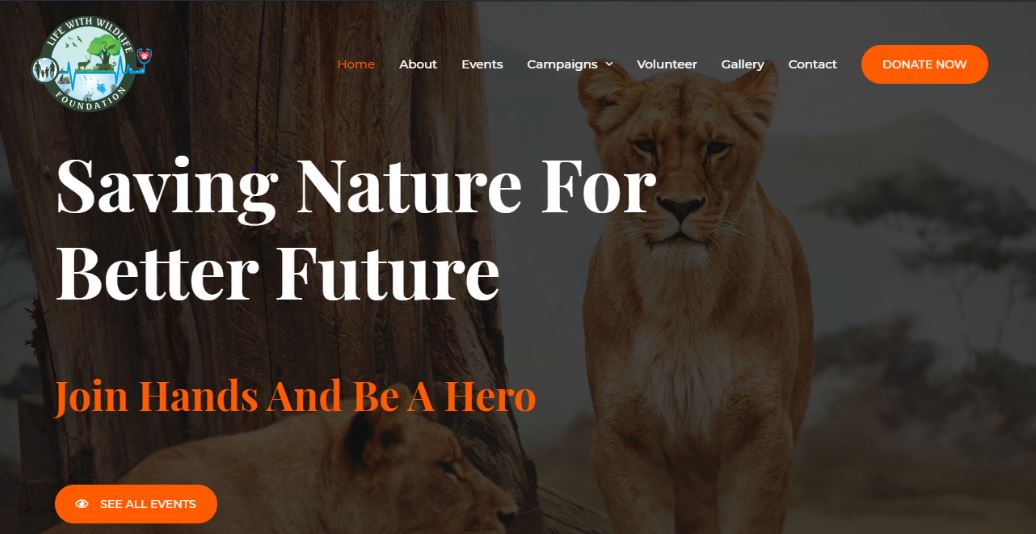 LIFE WITH WILDLIFE
FOUNDATION
Home About Events Campaigns Volunteer Gallery Contact DONATE NOW
Saving Nature For
Better Future
Join Hands And Be A Hero
SEE ALL EVENTS